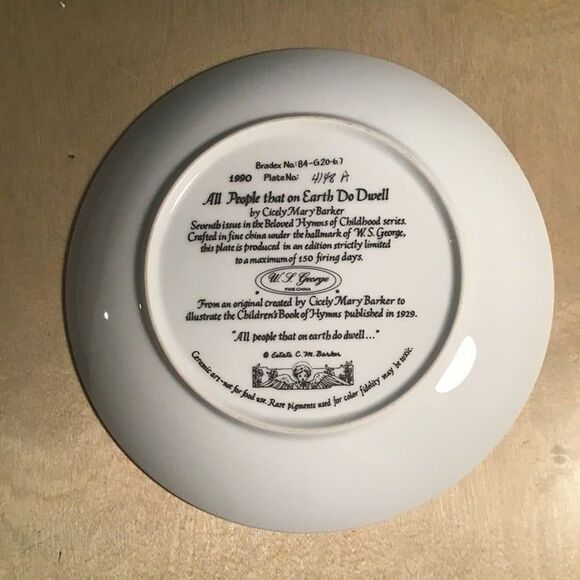 Bradex No: 84-G20-6.7
1990 Plate No: 4148 A
All People that on Earth Do Dwell
by Cicely Mary Barker
Seventh issue in the Beloved Hymns of Childhood series.
Crafted in fine china under the hallmark of W. S. George,
this plate is produced in an edition strictly limited
to a maximum of 150 firing days.
W. S. George
FINE CHINA
From an original created by Cicely Mary Barker to
illustrate the Children's Book of Hymns published in 1929.
"All people that on earth do dwell..."
© Estate C. M. Barker
Ceramic art-not for food use. Rare pigments used for color fidelity may be toxic.